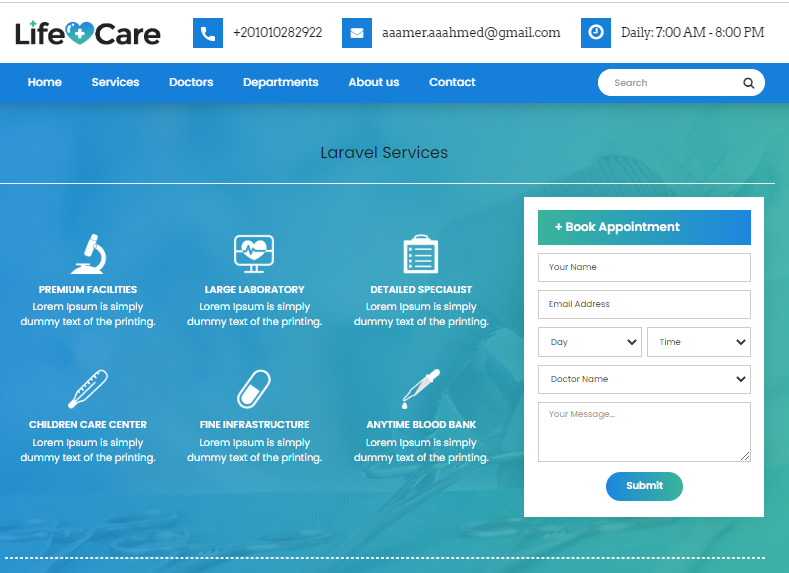 Life Care
+201010282922
aaamer.aaahmed@gmail.com
Daily: 7:00 AM - 8:00 PM
Home
Services
Doctors
Departments
About us
Contact
Search
Laravel Services
PREMIUM FACILITIES
Lorem Ipsum is simply
dummy text of the printing.
LARGE LABORATORY
Lorem Ipsum is simply
dummy text of the printing.
DETAILED SPECIALIST
Lorem Ipsum is simply
dummy text of the printing.
CHILDREN CARE CENTER
Lorem Ipsum is simply
dummy text of the printing.
FINE INFRASTRUCTURE
Lorem Ipsum is simply
dummy text of the printing.
ANYTIME BLOOD BANK
Lorem Ipsum is simply
dummy text of the printing.
+ Book Appointment
Your Name
Email Address
Day
Time
Doctor Name
Your Message...
Submit